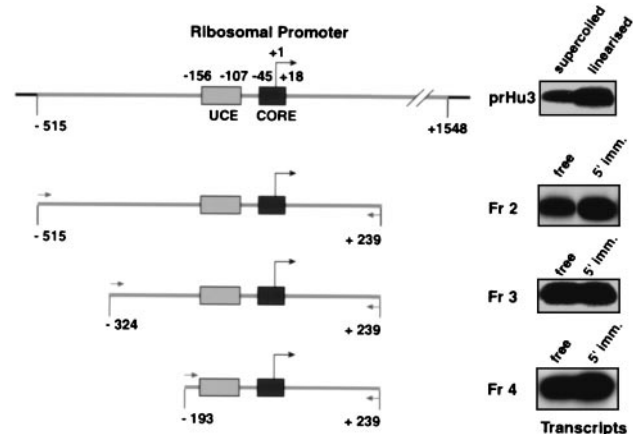 Ribosomal Promoter
+1
-156 -107 -45 +18
UCE CORE
- 515
+1548
prHu3
supercoiled
linearised
- 515
+ 239
Fr 2
free
5' imm.
- 324
+ 239
Fr 3
free
5' imm.
- 193
+ 239
Fr 4
free
5' imm.
Transcripts